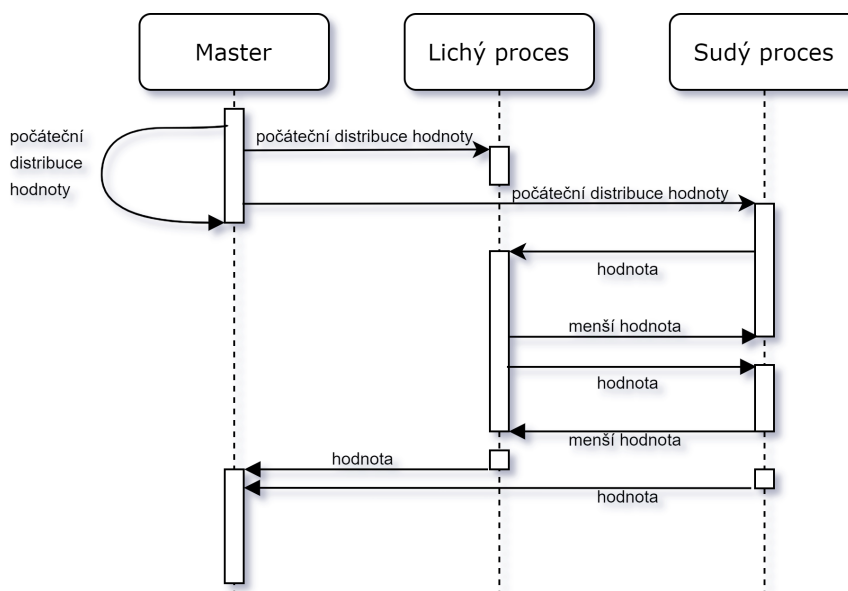 Master
Lichý proces
Sudý proces
počáteční
distribuce
hodnoty
počáteční distribuce hodnoty
počáteční distribuce hodnoty
hodnota
menší hodnota
hodnota
menší hodnota
hodnota
hodnota